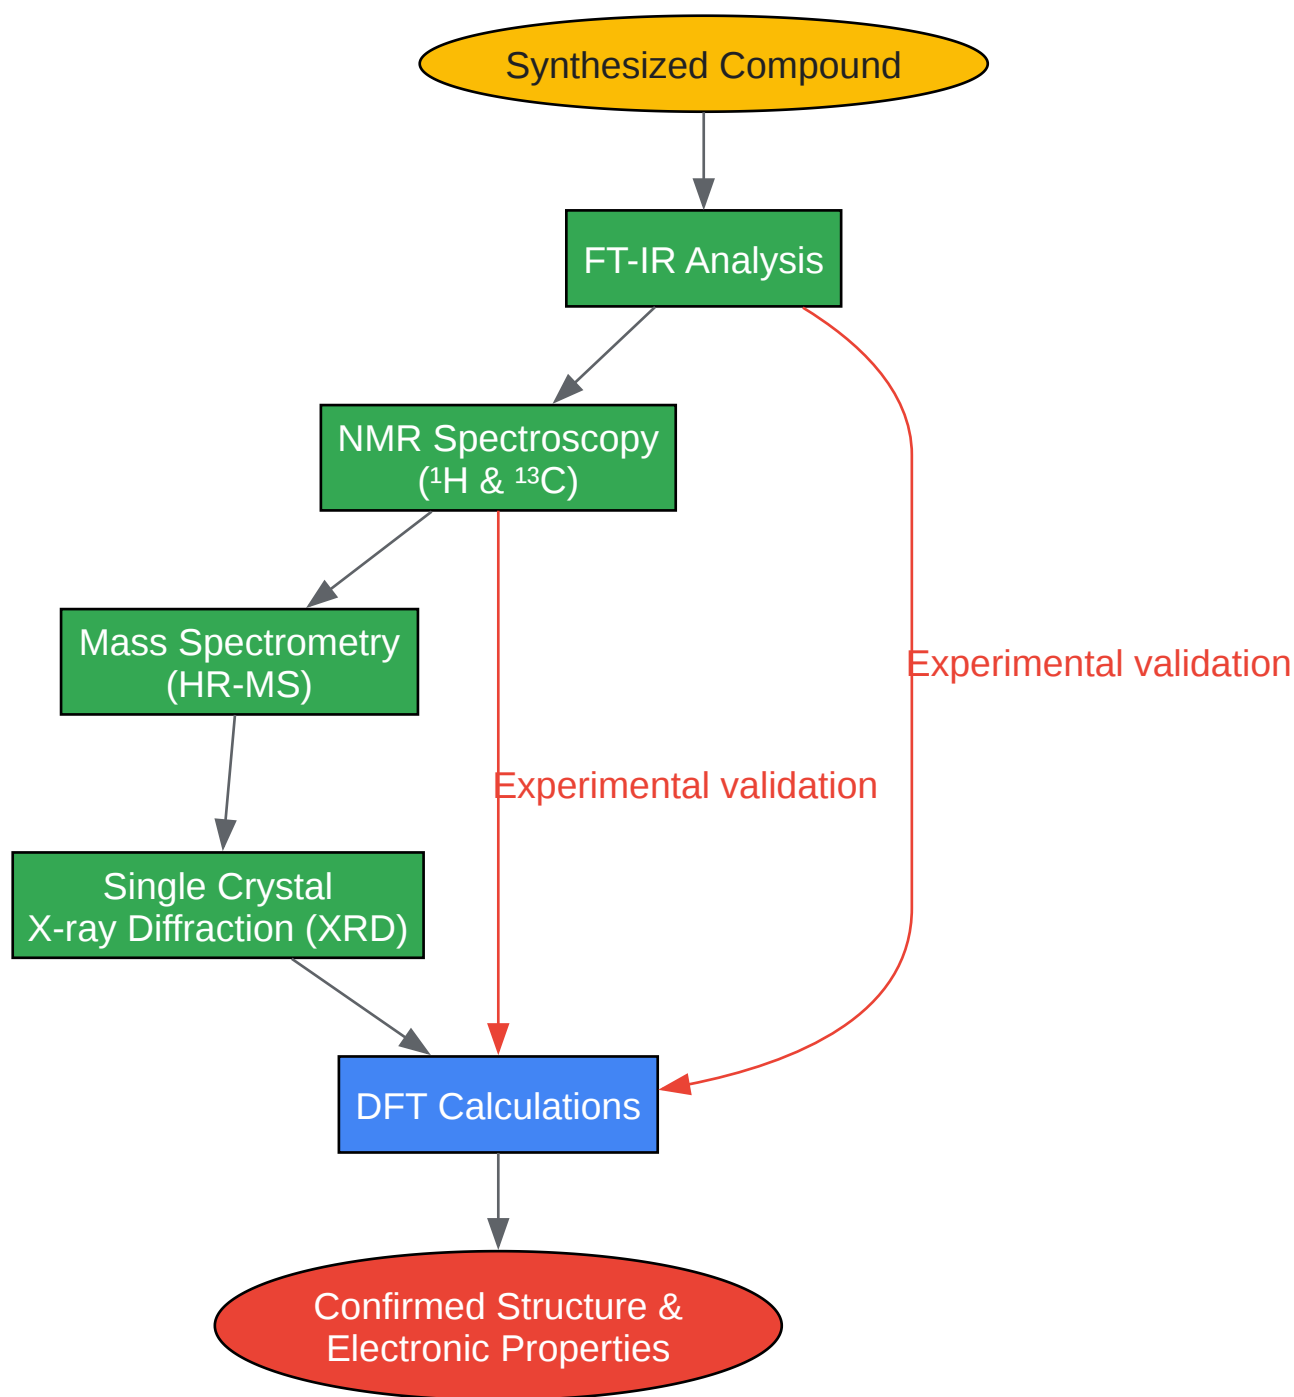 Synthesized Compound
FT-IR Analysis
NMR Spectroscopy
(¹H & ¹³C)
Mass Spectrometry
(HR-MS)
Experimental validation
Experimental validation
Single Crystal
X-ray Diffraction (XRD)
DFT Calculations
Confirmed Structure &
Electronic Properties